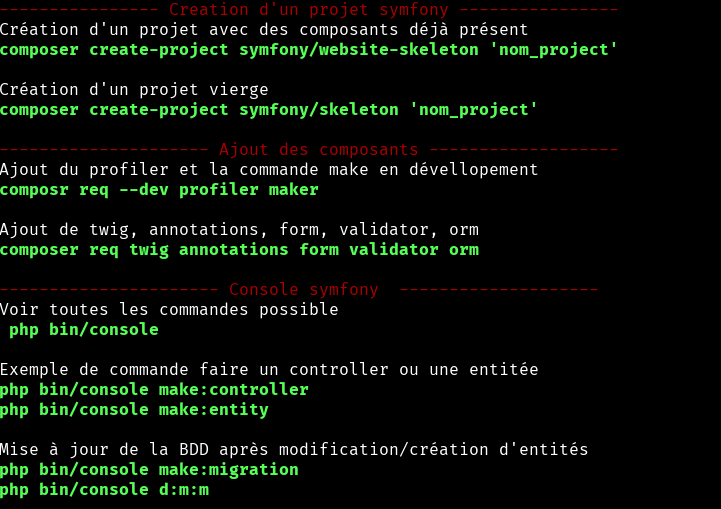 ---------------- Creation d'un projet symfony ----------------
Création d'un projet avec des composants déjà présent
composer create-project symfony/website-skeleton 'nom_project'
Création d'un projet vierge
composer create-project symfony/skeleton 'nom_project'
--------------------- Ajout des composants -------------------
Ajout du profiler et la commande make en dévellopement
composr req --dev profiler maker
Ajout de twig, annotations, form, validator, orm
composer req twig annotations form validator orm
---------------------- Console symfony  --------------------
Voir toutes les commandes possible
php bin/console
Exemple de commande faire un controller ou une entitée
php bin/console make:controller
php bin/console make:entity
Mise à jour de la BDD après modification/création d'entités
php bin/console make:migration
php bin/console d:m:m